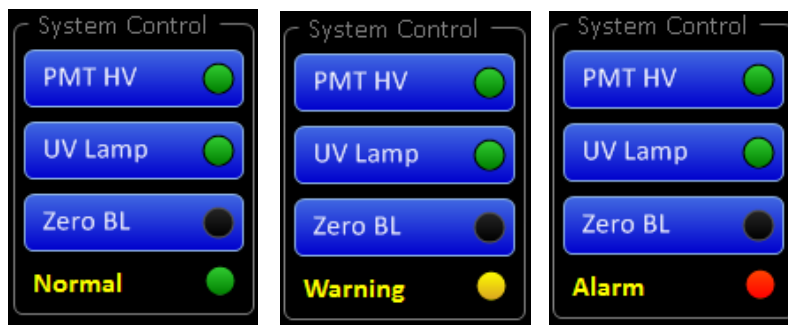 System Control
PMT HV
UV Lamp
Zero BL
Normal
System Control
PMT HV
UV Lamp
Zero BL
Warning
System Control
PMT HV
UV Lamp
Zero BL
Alarm